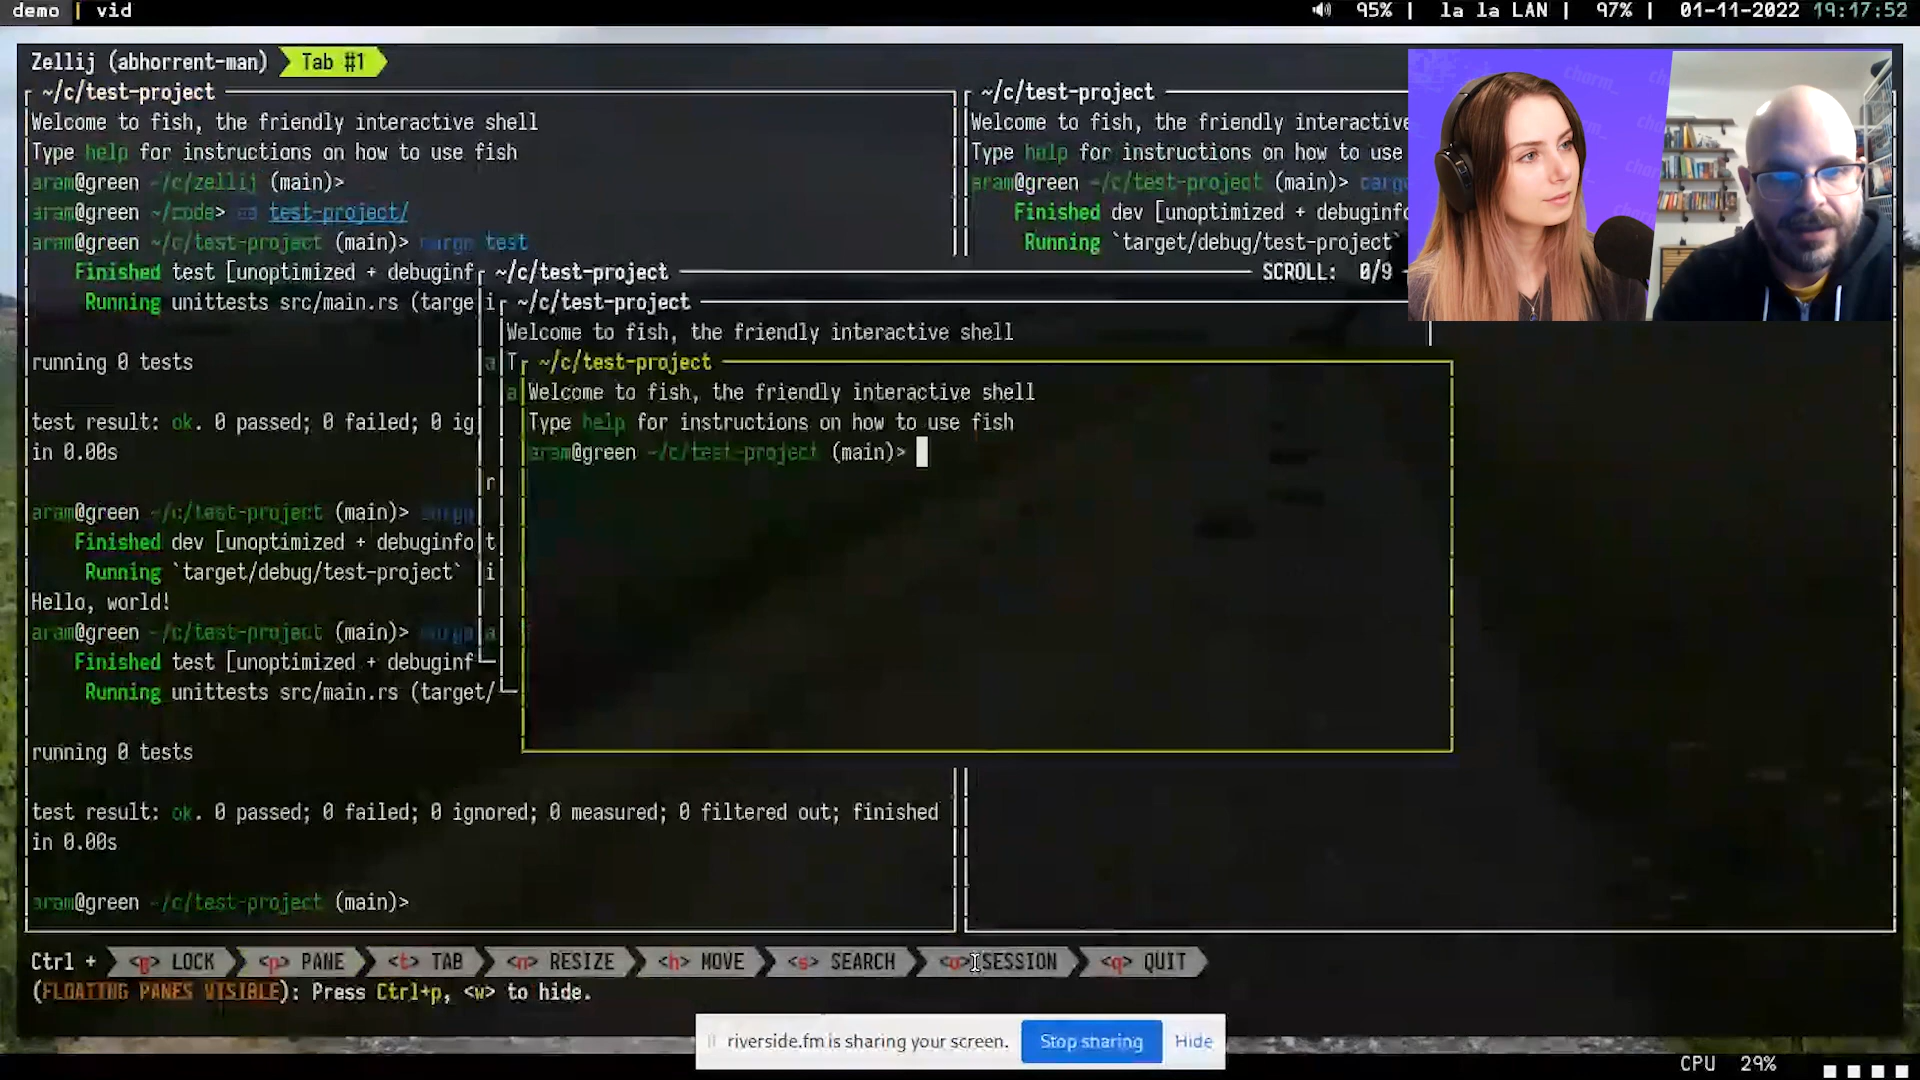 demo | vid
95% | la la LAN | 97% | 01-11-2022 19:17:52
Zellij (abhorrent-man) Tab #1
~/c/test-project
Welcome to fish, the friendly interactive shell
Type help for instructions on how to use fish
aram@green ~/c/zellij (main)>
aram@green ~/code> cd test-project/
aram@green ~/c/test-project (main)> cargo test
Finished test [unoptimized + debuginf
Running unittests src/main.rs (targe
running 0 tests
test result: ok. 0 passed; 0 failed; 0 ig
in 0.00s
aram@green ~/c/test-project (main)> cargo
Finished dev [unoptimized + debuginfo
Running `target/debug/test-project`
Hello, world!
aram@green ~/c/test-project (main)> cargo
Finished test [unoptimized + debuginf
Running unittests src/main.rs (target/
running 0 tests
test result: ok. 0 passed; 0 failed; 0 ignored; 0 measured; 0 filtered out; finished
in 0.00s
aram@green ~/c/test-project (main)>
~/c/test-project
Welcome to fish, the friendly interactive
Type help for instructions on how to use
aram@green ~/c/test-project (main)> cargo
Finished dev [unoptimized + debuginfo
Running `target/debug/test-project`
~/c/test-project SCROLL: 0/9
~/c/test-project
Welcome to fish, the friendly interactive shell
~/c/test-project
Welcome to fish, the friendly interactive shell
Type help for instructions on how to use fish
aram@green ~/c/test-project (main)>
charm_
Ctrl + <g> LOCK <p> PANE <t> TAB <n> RESIZE <h> MOVE <s> SEARCH <o> SESSION <q> QUIT
(FLOATING PANES VISIBLE): Press Ctrl+p, <w> to hide.
riverside.fm is sharing your screen. Stop sharing Hide
CPU 29%